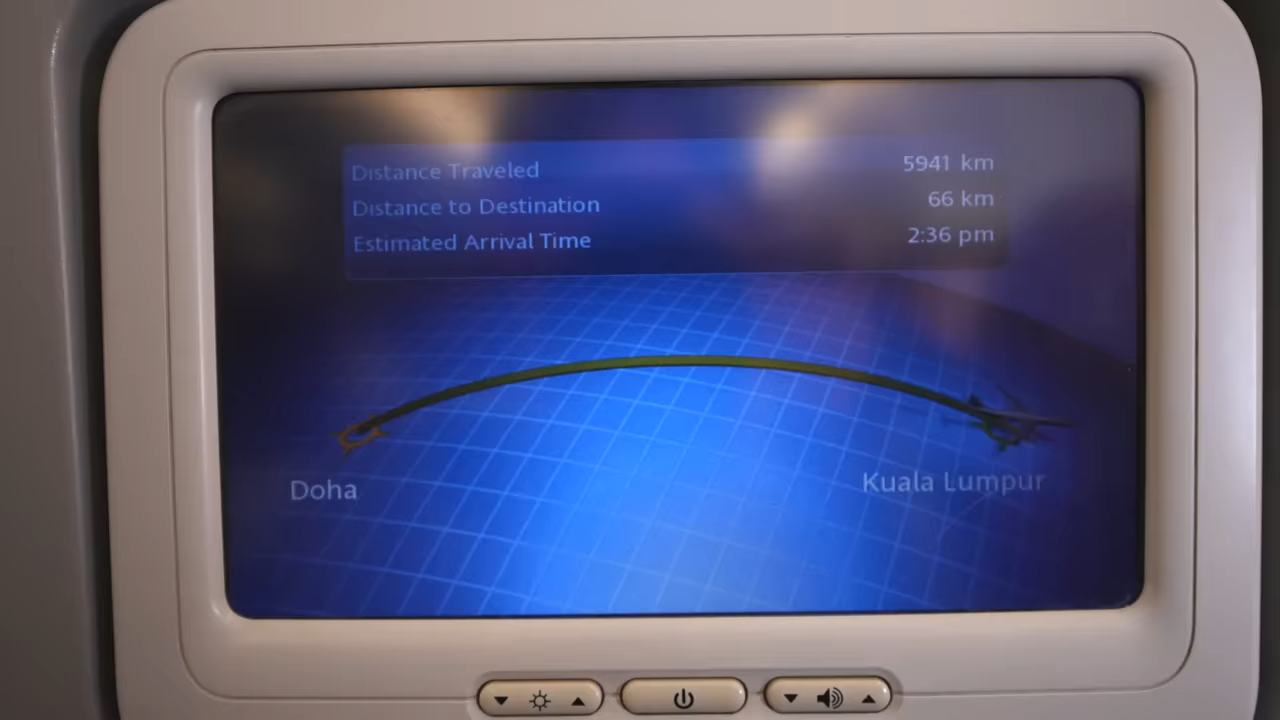 Distance Traveled 5941 km
Distance to Destination 66 km
Estimated Arrival Time 2:36 pm
Doha
Kuala Lumpur